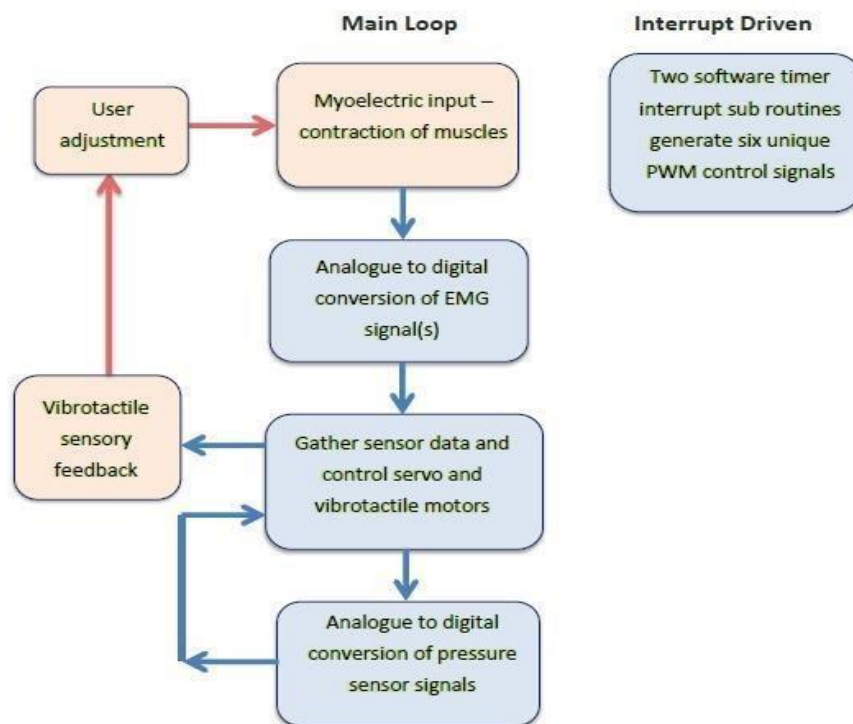 Main Loop
Interrupt Driven
User
adjustment
Myoelectric input –
contraction of muscles
Two software timer
interrupt sub routines
generate six unique
PWM control signals
Analogue to digital
conversion of EMG
signal(s)
Vibrotactile
sensory
feedback
Gather sensor data and
control servo and
vibrotactile motors
Analogue to digital
conversion of pressure
sensor signals